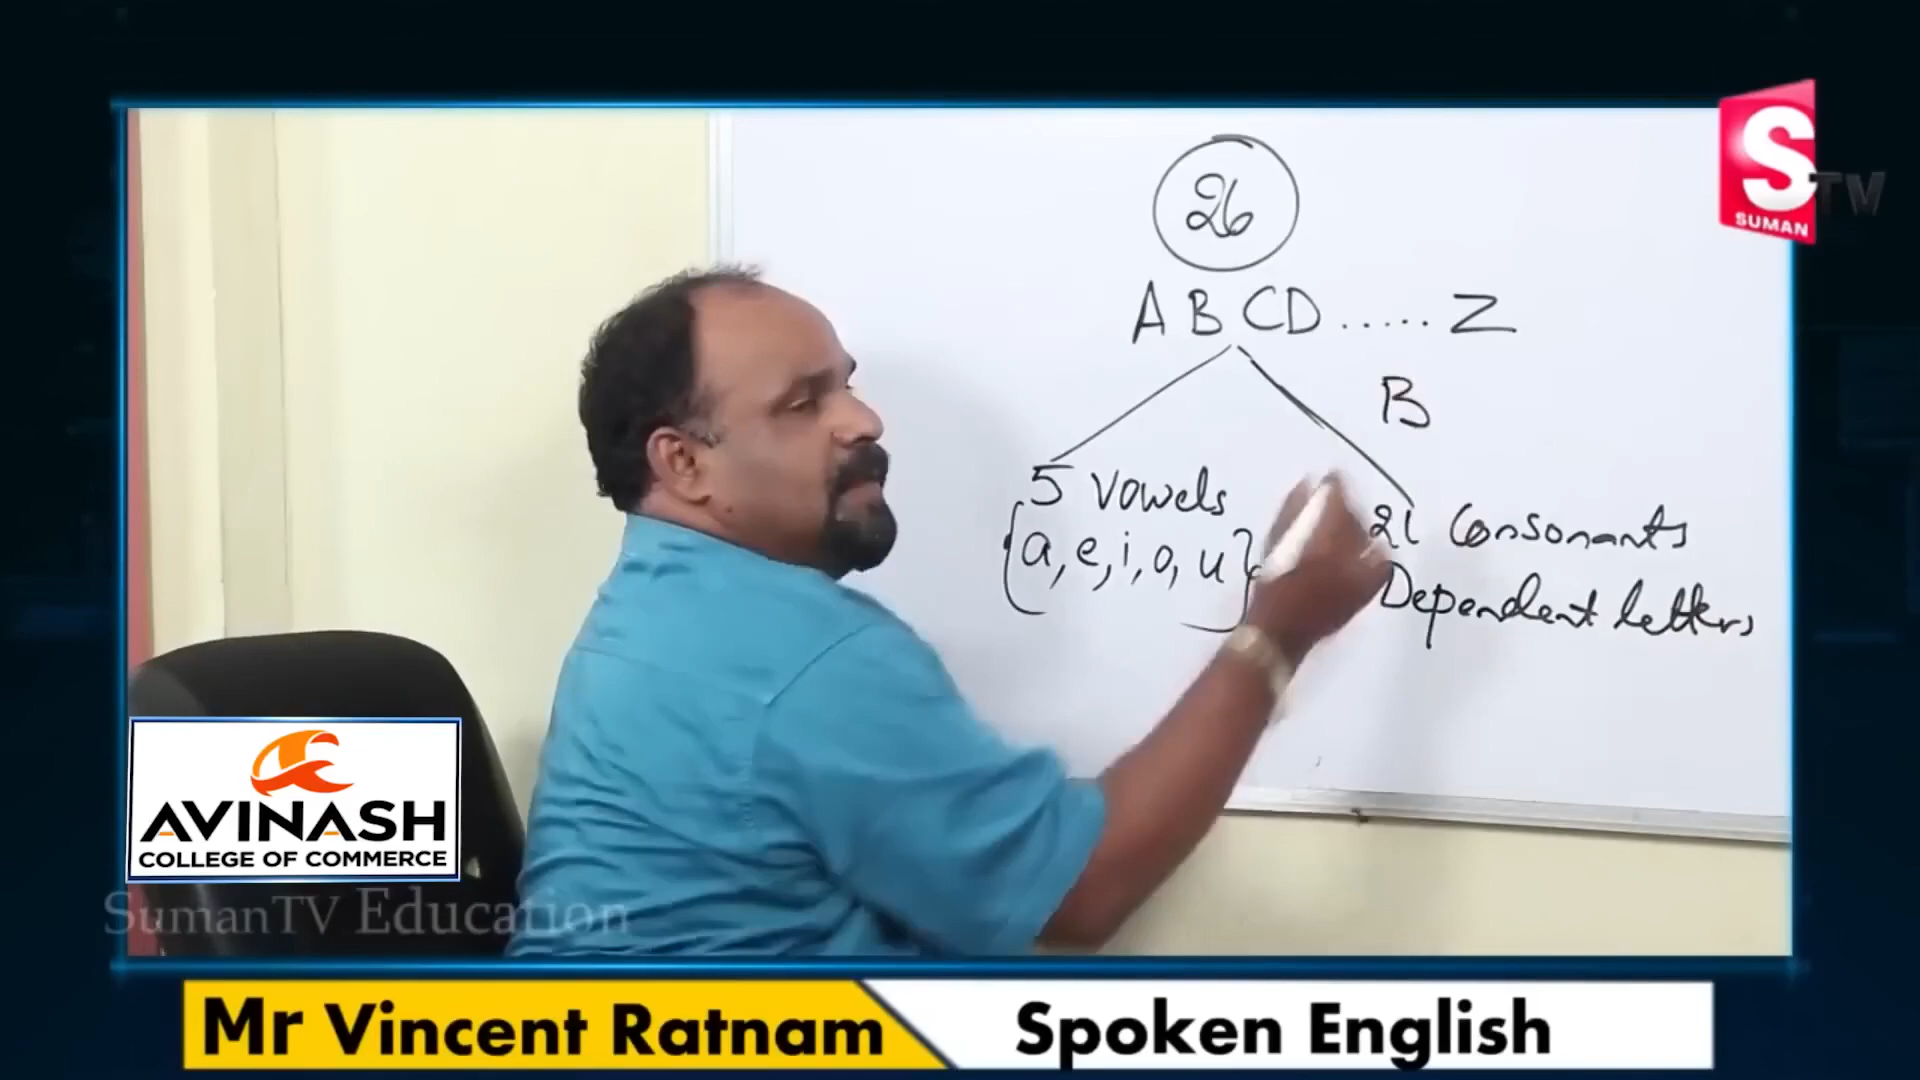 26
S
SUMAN
TV
A B C D ..... Z
B
5 Vowels
{a, e, i, o, u}
21 Consonants
Dependent letters
AVINASH
COLLEGE OF COMMERCE
SumanTV Education
Mr Vincent Ratnam
Spoken English